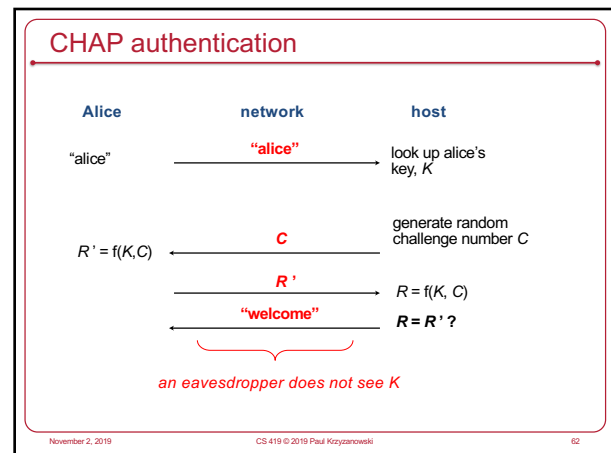 CHAP authentication
Alice network host
"alice" "alice" look up alice's
key, K
generate random
challenge number C
C
R ' = f(K,C)
R '
R = f(K, C)
"welcome" R = R' ?
an eavesdropper does not see K
November 2, 2019 CS 419 © 2019 Paul Krzyzanowski 62